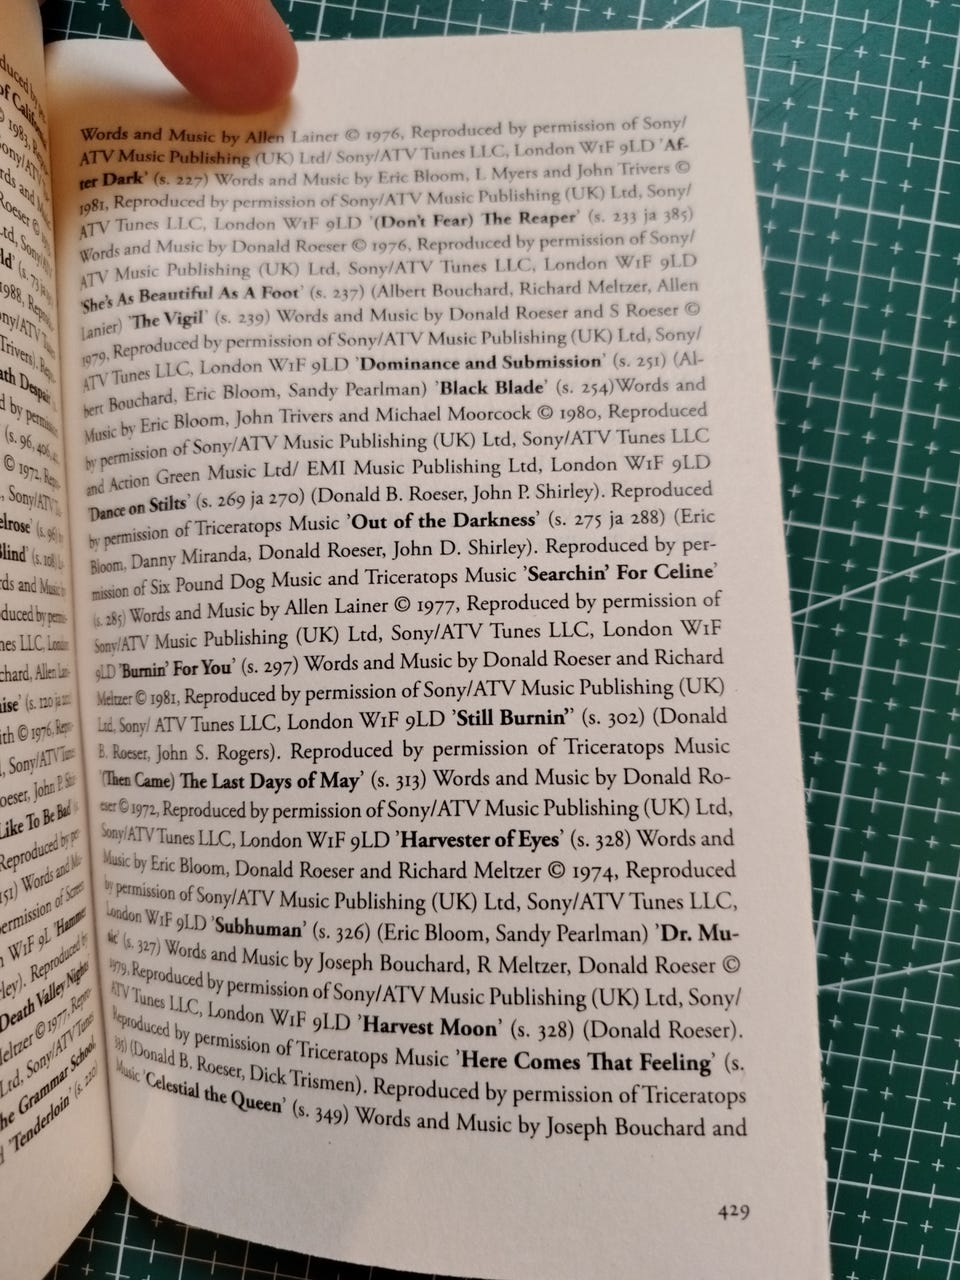 Words and Music by Allen Lainer © 1976, Reproduced by permission of Sony/
ATV Music Publishing (UK) Ltd/ Sony/ATV Tunes LLC, London W1F 9LD 'Af-
ter Dark' (s. 227) Words and Music by Eric Bloom, L Myers and John Trivers ©
1981, Reproduced by permission of Sony/ATV Music Publishing (UK) Ltd, Sony/
ATV Tunes LLC, London W1F 9LD '(Don't Fear) The Reaper' (s. 233 ja 385)
Words and Music by Donald Roeser © 1976, Reproduced by permission of Sony/
ATV Music Publishing (UK) Ltd, Sony/ATV Tunes LLC, London W1F 9LD
'She's As Beautiful As A Foot' (s. 237) (Albert Bouchard, Richard Meltzer, Allen
Lanier) 'The Vigil' (s. 239) Words and Music by Donald Roeser and S Roeser ©
1979, Reproduced by permission of Sony/ATV Music Publishing (UK) Ltd, Sony/
ATV Tunes LLC, London W1F 9LD 'Dominance and Submission' (s. 251) (Al-
bert Bouchard, Eric Bloom, Sandy Pearlman) 'Black Blade' (s. 254)Words and
Music by Eric Bloom, John Trivers and Michael Moorcock © 1980, Reproduced
by permission of Sony/ATV Music Publishing (UK) Ltd, Sony/ATV Tunes LLC
and Action Green Music Ltd/ EMI Music Publishing Ltd, London W1F 9LD
'Dance on Stilts' (s. 269 ja 270) (Donald B. Roeser, John P. Shirley). Reproduced
by permission of Triceratops Music 'Out of the Darkness' (s. 275 ja 288) (Eric
Bloom, Danny Miranda, Donald Roeser, John D. Shirley). Reproduced by per-
mission of Six Pound Dog Music and Triceratops Music 'Searchin' For Celine'
(s. 285) Words and Music by Allen Lainer © 1977, Reproduced by permission of
Sony/ATV Music Publishing (UK) Ltd, Sony/ATV Tunes LLC, London W1F
9LD 'Burnin' For You' (s. 297) Words and Music by Donald Roeser and Richard
Meltzer © 1981, Reproduced by permission of Sony/ATV Music Publishing (UK)
Ltd, Sony/ ATV Tunes LLC, London W1F 9LD 'Still Burnin'' (s. 302) (Donald
B. Roeser, John S. Rogers). Reproduced by permission of Triceratops Music
'(Then Came) The Last Days of May' (s. 313) Words and Music by Donald Ro-
eser © 1972, Reproduced by permission of Sony/ATV Music Publishing (UK) Ltd,
Sony/ATV Tunes LLC, London W1F 9LD 'Harvester of Eyes' (s. 328) Words and
Music by Eric Bloom, Donald Roeser and Richard Meltzer © 1974, Reproduced
by permission of Sony/ATV Music Publishing (UK) Ltd, Sony/ATV Tunes LLC,
London W1F 9LD 'Subhuman' (s. 326) (Eric Bloom, Sandy Pearlman) 'Dr. Mu-
sic' (s. 327) Words and Music by Joseph Bouchard, R Meltzer, Donald Roeser ©
1979, Reproduced by permission of Sony/ATV Music Publishing (UK) Ltd, Sony/
ATV Tunes LLC, London W1F 9LD 'Harvest Moon' (s. 328) (Donald Roeser).
Reproduced by permission of Triceratops Music 'Here Comes That Feeling' (s.
(Donald B. Roeser, Dick Trismen). Reproduced by permission of Triceratops
Music 'Celestial the Queen' (s. 349) Words and Music by Joseph Bouchard and
429